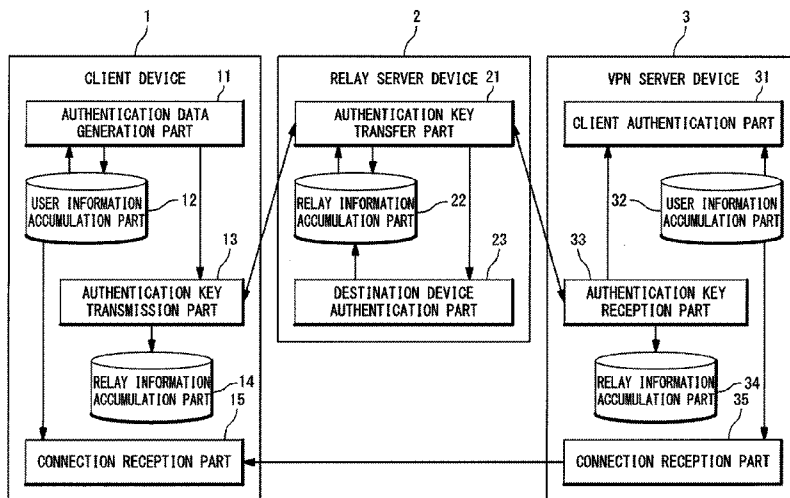 1
2
3
CLIENT DEVICE
RELAY SERVER DEVICE
VPN SERVER DEVICE
11
AUTHENTICATION DATA
GENERATION PART
21
AUTHENTICATION KEY
TRANSFER PART
31
CLIENT AUTHENTICATION PART
USER INFORMATION
ACCUMULATION PART
12
RELAY INFORMATION
ACCUMULATION PART
22
32
USER INFORMATION
ACCUMULATION PART
13
AUTHENTICATION KEY
TRANSMISSION PART
23
DESTINATION DEVICE
AUTHENTICATION PART
33
AUTHENTICATION KEY
RECEPTION PART
RELAY INFORMATION
ACCUMULATION PART
14
RELAY INFORMATION
ACCUMULATION PART
34
15
CONNECTION RECEPTION PART
35
CONNECTION RECEPTION PART